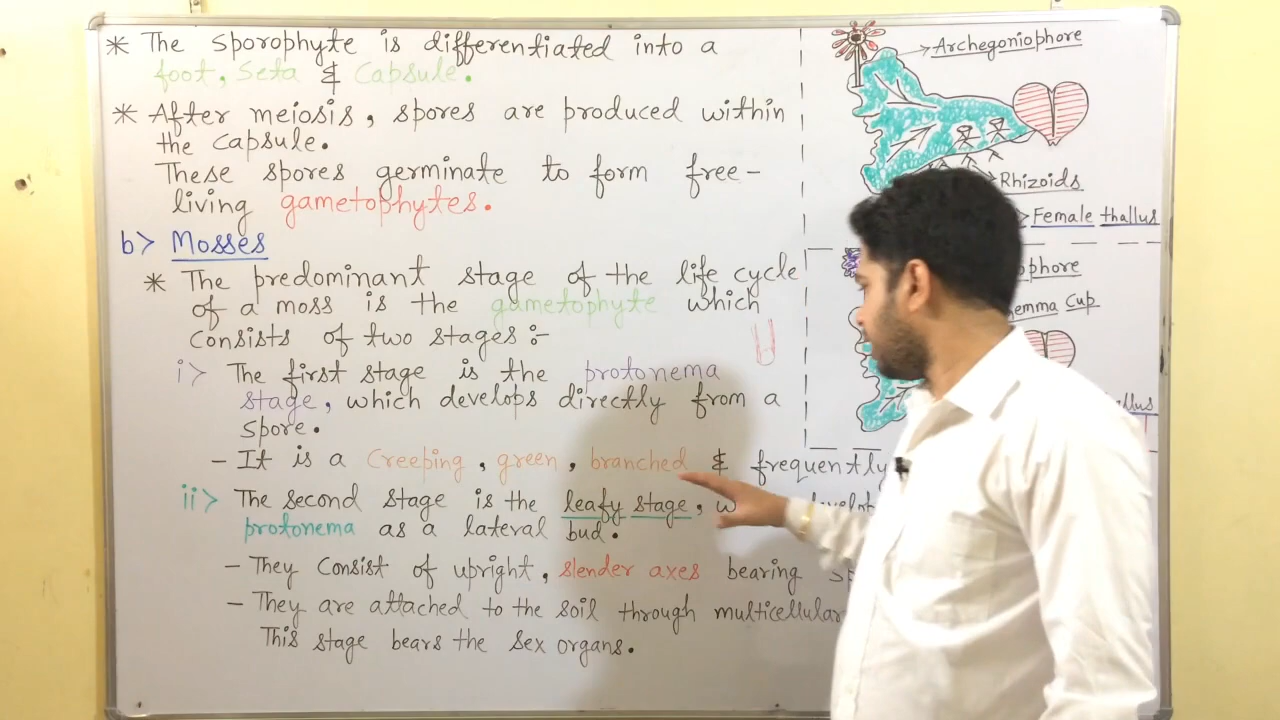 * The sporophyte is differentiated into a
foot, Seta & Capsule.
* After meiosis, spores are produced within
the capsule.
These spores germinate to form free-
living gametophytes.
b> Mosses
* The predominant stage of the life cycle
of a moss is the gametophyte which
consists of two stages :-
i> The first stage is the protonema
stage, which develops directly from a
spore.
- It is a Creeping, green, branched & frequently
ii> The second stage is the leafy stage,
protonema as a lateral bud.
- They consist of upright, slender axes bearing
- They are attached to the soil through multicellular
This stage bears the sex organs.
Archegoniophore
Rhizoids
Female thallus
ophore
emma cup